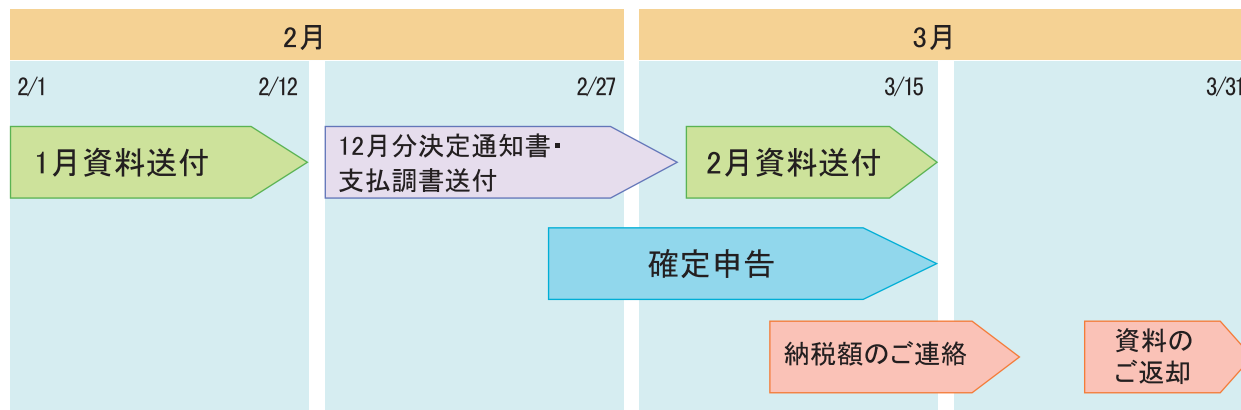 2月
3月
2/1
2/12
2/27
3/15
3/31
1月資料送付
12月分決定通知書・
支払調書送付
2月資料送付
確定申告
納税額のご連絡
資料の
ご返却